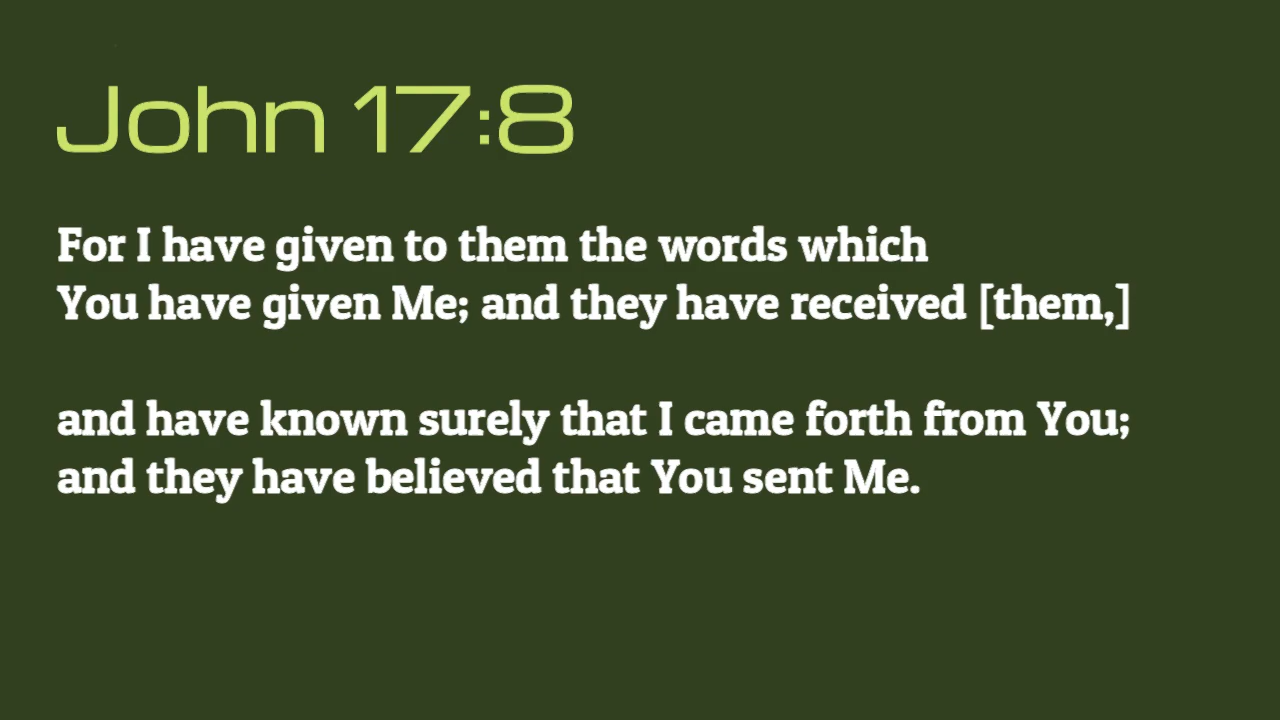 John 17:8
For I have given to them the words which
You have given Me; and they have received [them,]
and have known surely that I came forth from You;
and they have believed that You sent Me.